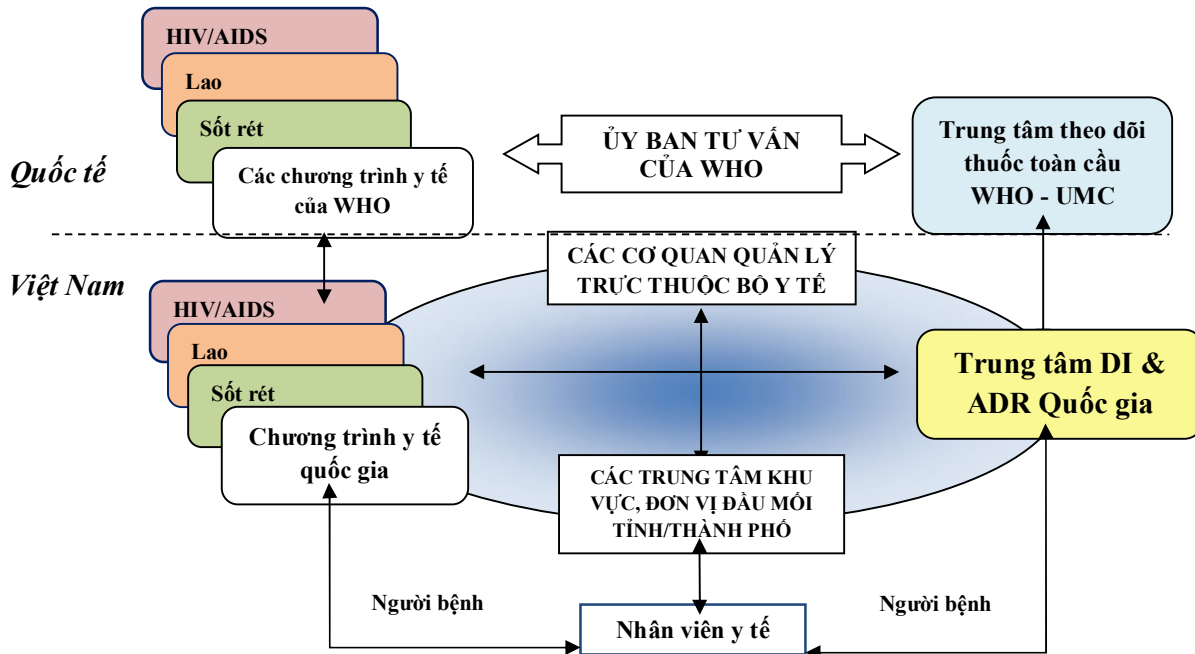 HIV/AIDS
Lao
Sốt rét
Các chương trình y tế
của WHO
Quốc tế
ỦY BAN TƯ VẤN
CỦA WHO
Trung tâm theo dõi
thuốc toàn cầu
WHO - UMC
Việt Nam
CÁC CƠ QUAN QUẢN LÝ
TRỰC THUỘC BỘ Y TẾ
HIV/AIDS
Lao
Sốt rét
Chương trình y tế
quốc gia
Trung tâm DI &
ADR Quốc gia
CÁC TRUNG TÂM KHU
VỰC, ĐƠN VỊ ĐẦU MỐI
TỈNH/THÀNH PHỐ
Người bệnh
Nhân viên y tế
Người bệnh